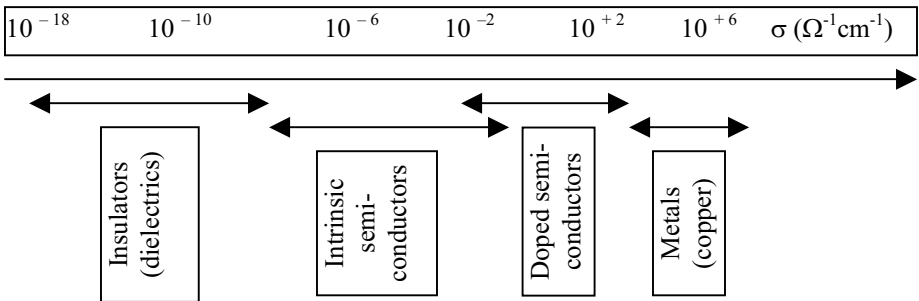 10⁻¹⁸ 10⁻¹⁰ 10⁻⁶ 10⁻² 10⁺² 10⁺⁶ σ (Ω⁻¹cm⁻¹)
Insulators
(dielectrics)
Intrinsic
semi-
conductors
Doped semi-
conductors
Metals
(copper)